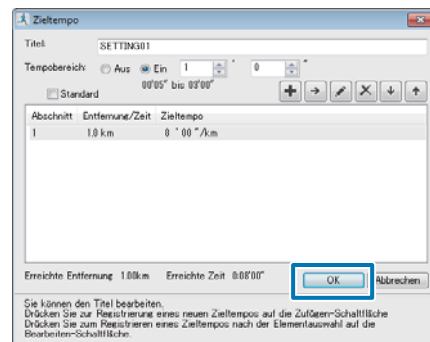 Zieltempo
Titel: SETTING01
Tempobereich: Aus Ein 1 ' 0 "
00'05" bis 03'00"
Standard
Abschnitt Entfernung/Zeit Zieltempo
1 1.0 km 0 ' 00 "/km
Erreichte Entfernung 1.00km Erreichte Zeit 0:08'00"
OK Abbrechen
Sie können den Titel bearbeiten.
Drücken Sie zur Registrierung eines neuen Zieltempos auf die Zufügen-Schaltfläche
Drücken Sie zum Registrieren eines Zieltempos nach der Elementauswahl auf die
Bearbeiten-Schaltfläche.